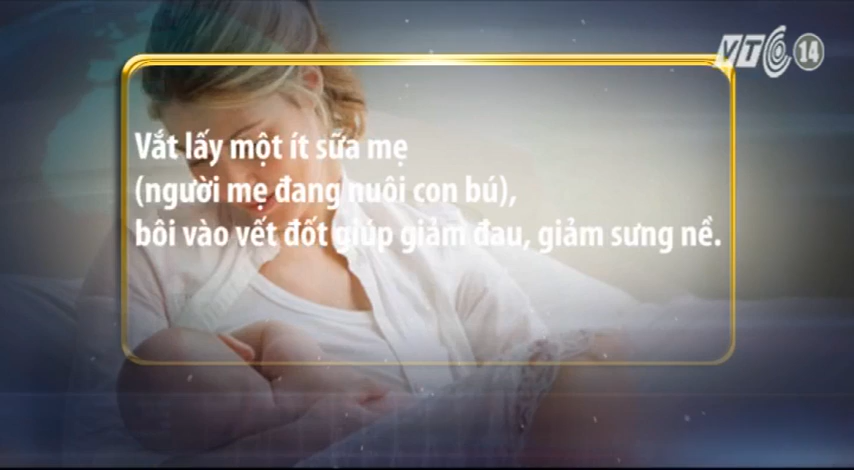 VTC 14
Vắt lấy một ít sữa mẹ
(người mẹ đang nuôi con bú),
bôi vào vết đốt giúp giảm đau, giảm sưng nề.